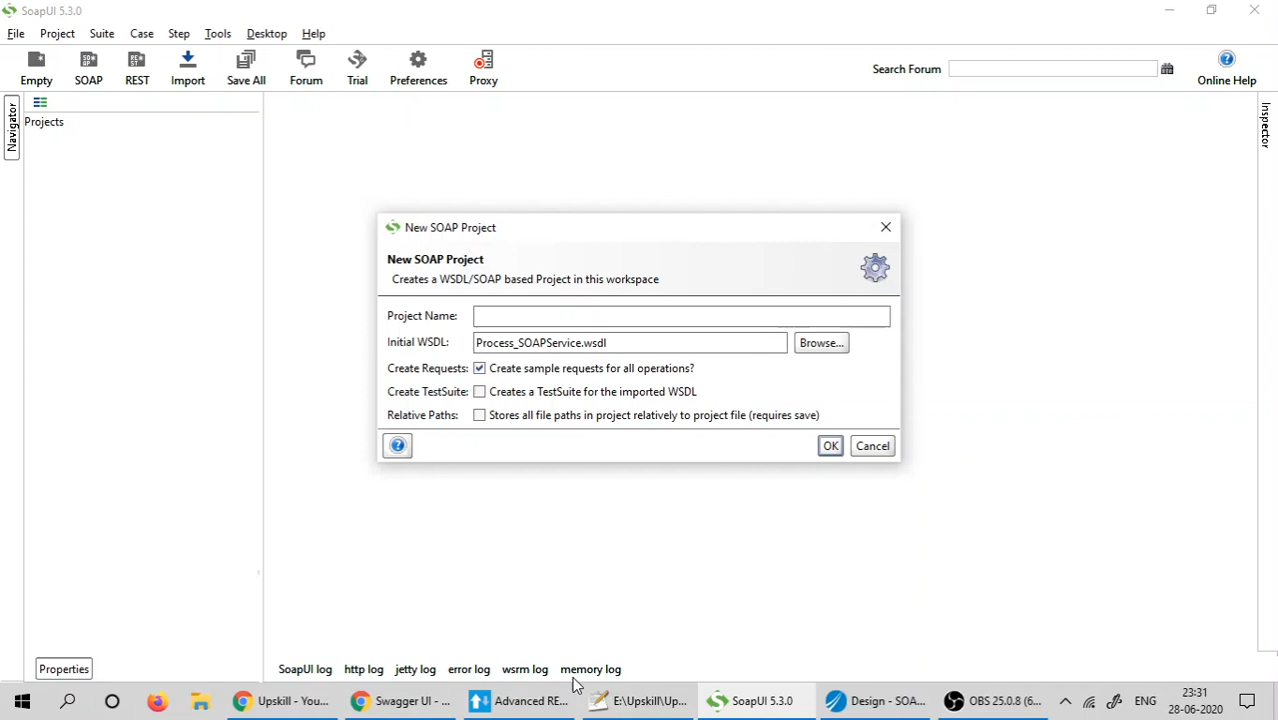 SoapUI 5.3.0
File Project Suite Case Step Tools Desktop Help
Empty SOAP REST Import Save All Forum Trial Preferences Proxy Search Forum Online Help
Navigator
Projects
Inspector
New SOAP Project
New SOAP Project
Creates a WSDL/SOAP based Project in this workspace
Project Name:
Initial WSDL: Process_SOAPService.wsdl Browse...
Create Requests: Create sample requests for all operations?
Create TestSuite: Creates a TestSuite for the imported WSDL
Relative Paths: Stores all file paths in project relatively to project file (requires save)
OK Cancel
Properties SoapUI log http log jetty log error log wsrm log memory log
Upskill - You... Swagger UI - ... Advanced RE... E:\Upskill\Up... SoapUI 5.3.0 Design - SOA... OBS 25.0.8 (6... ENG 23:31
28-06-2020